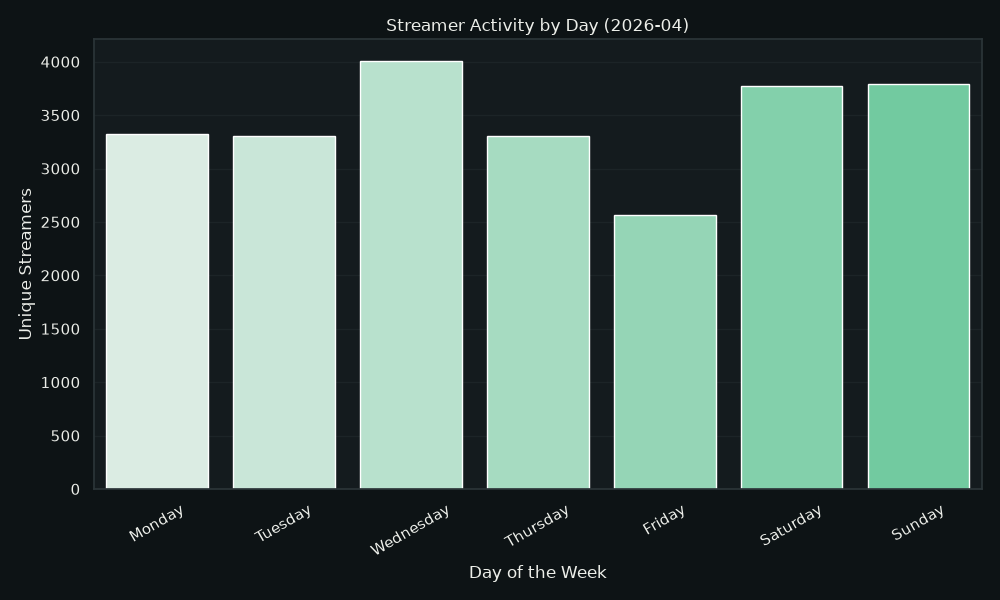 Streamer Activity by Day (2026-04)
Unique Streamers
4000
3500
3000
2500
2000
1500
1000
500
0
Monday
Tuesday
Wednesday
Thursday
Friday
Saturday
Sunday
Day of the Week